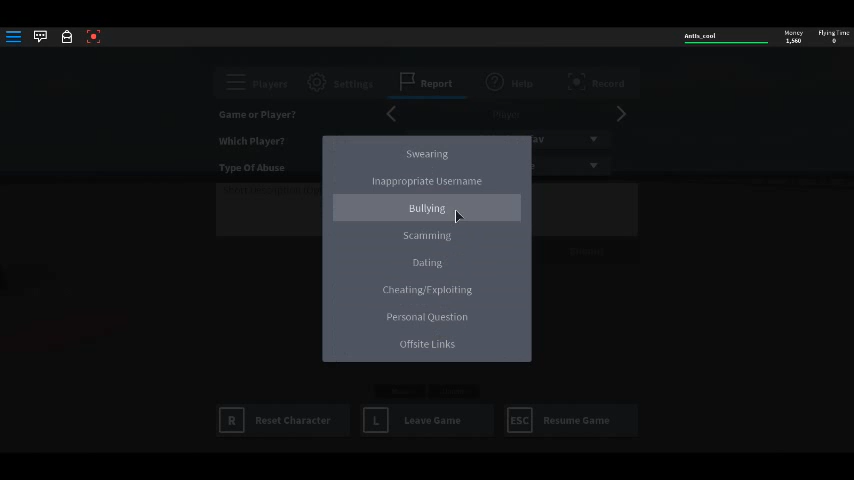 Antis_cool
Money
1,560
Flying Time
0
Players
Settings
Report
Help
Record
Game or Player?
Player
Which Player?
Type Of Abuse
Swearing
Inappropriate Username
Bullying
Scamming
Dating
Cheating/Exploiting
Personal Question
Offsite Links
R Reset Character
L Leave Game
ESC Resume Game